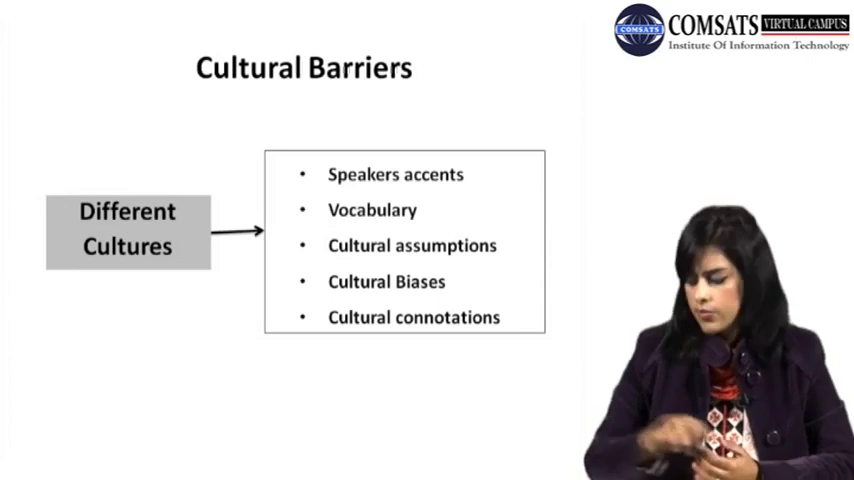 COMSATS VIRTUAL CAMPUS
COMSATS
Institute Of Information Technology
Cultural Barriers
Different
Cultures
• Speakers accents
• Vocabulary
• Cultural assumptions
• Cultural Biases
• Cultural connotations